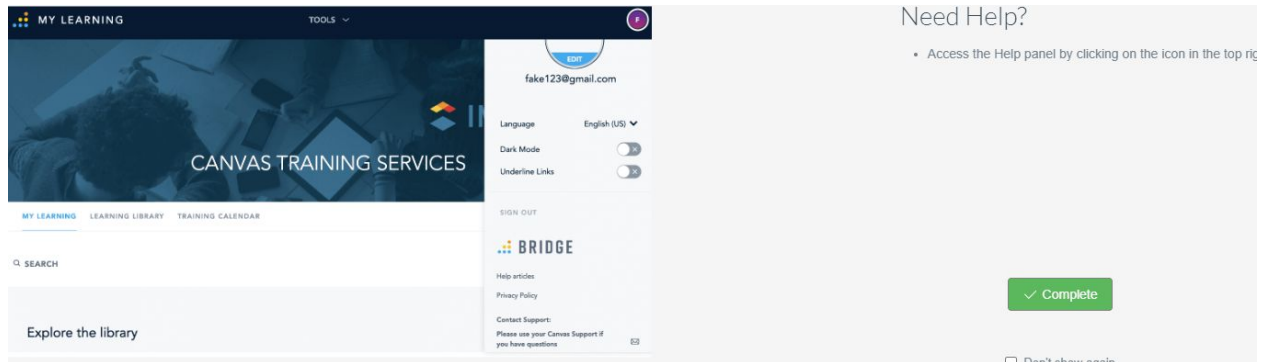 MY LEARNING
TOOLS
F
EDIT
fake123@gmail.com
Language English (US)
Dark Mode
Underline Links
CANVAS TRAINING SERVICES
MY LEARNING LEARNING LIBRARY TRAINING CALENDAR
SIGN OUT
BRIDGE
SEARCH
Help articles
Privacy Policy
Contact Support:
Please use your Canvas Support if
you have questions
Explore the library
Need Help?
• Access the Help panel by clicking on the icon in the top
Complete
Don't show again